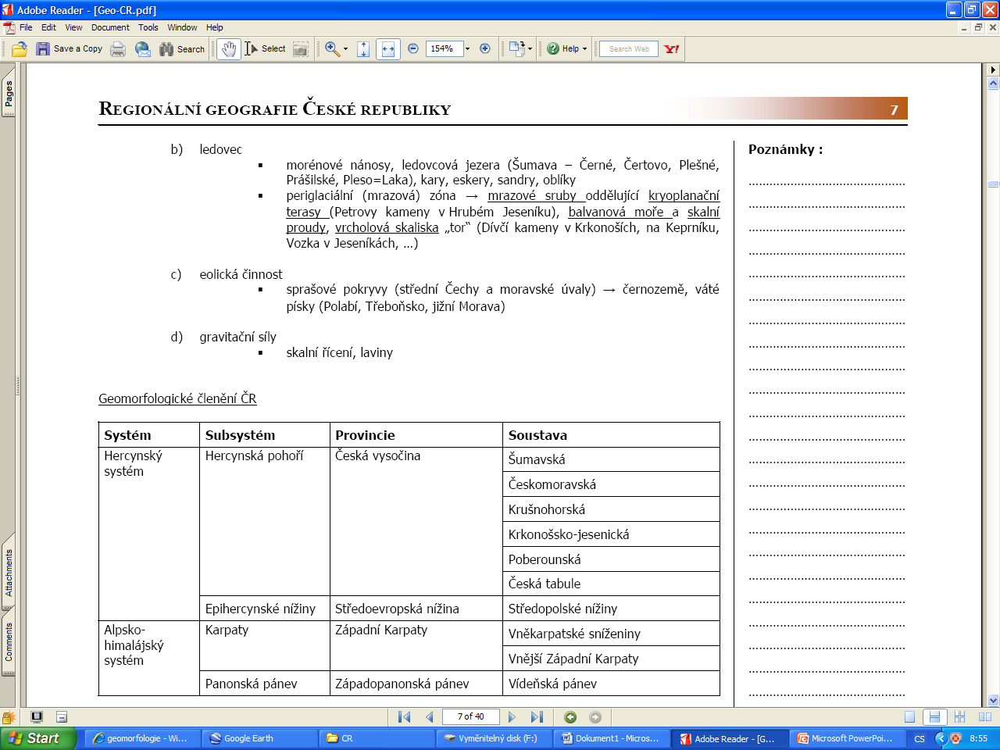 Adobe Reader - [Geo-CR.pdf]
File Edit View Document Tools Window Help
Save a Copy Search Select 154% Help Search Web Y!
Pages
Attachments
Comments
REGIONÁLNÍ GEOGRAFIE ČESKÉ REPUBLIKY 7
b) ledovec
▪ morénové nánosy, ledovcová jezera (Šumava – Černé, Čertovo, Plešné,
Prášilské, Pleso=Laka), kary, eskery, sandry, oblíky
▪ periglaciální (mrazová) zóna → mrazové sruby oddělující kryoplanační
terasy (Petrovy kameny v Hrubém Jeseníku), balvanová moře a skalní
proudy, vrcholová skaliska „tor“ (Dívčí kameny v Krkonoších, na Keprníku,
Vozka v Jeseníkách, …)
c) eolická činnost
▪ sprašové pokryvy (střední Čechy a moravské úvaly) → černozemě, váté
písky (Polabí, Třeboňsko, jižní Morava)
d) gravitační síly
▪ skalní řícení, laviny
Poznámky :
Geomorfologické členění ČR
Systém Subsystém Provincie Soustava
Hercynský systém Hercynská pohoří Česká vysočina Šumavská
Českomoravská
Krušnohorská
Krkonošsko-jesenická
Poberounská
Česká tabule
Epihercynské nížiny Středoevropská nížina Středopolské nížiny
Alpsko-
himalájský
systém
Karpaty Západní Karpaty Vněkarpatské sníženiny
Vnější Západní Karpaty
Panonská pánev Západopanonská pánev Vídeňská pánev
7 of 40
Start geomorfologie - Wi... Google Earth CR Vyměnitelný disk (F:) Dokument1 - Micros... Adobe Reader - [G... Microsoft PowerPoi... CS 8:55